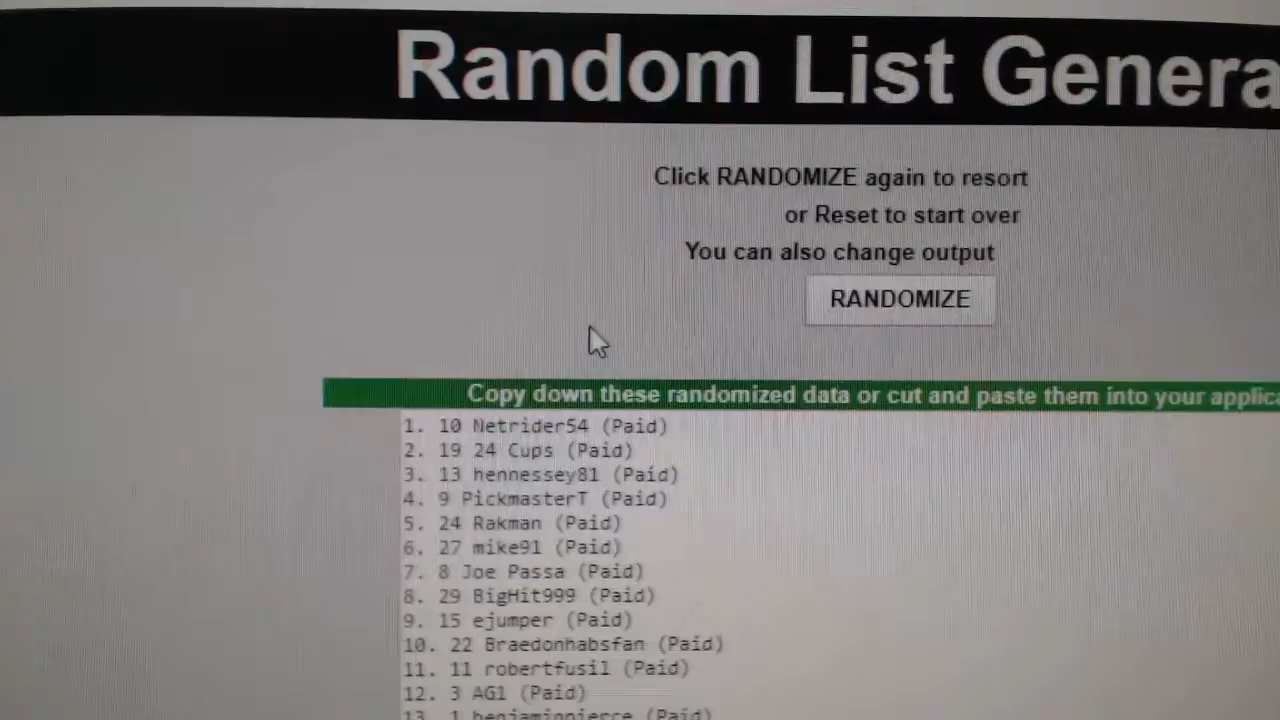 Random List Genera
Click RANDOMIZE again to resort
or Reset to start over
You can also change output
RANDOMIZE
Copy down these randomized data or cut and paste them into your applica
1. 10 Netrider54 (Paid)
2. 19 24 Cups (Paid)
3. 13 hennessey81 (Paid)
4. 9 PickmasterT (Paid)
5. 24 Rakman (Paid)
6. 27 mike91 (Paid)
7. 8 Joe Passa (Paid)
8. 29 BigHit999 (Paid)
9. 15 ejumper (Paid)
10. 22 Braedonhabsfan (Paid)
11. 11 robertfusil (Paid)
12. 3 AG1 (Paid)
13. 1 benjaminpierce (Paid)